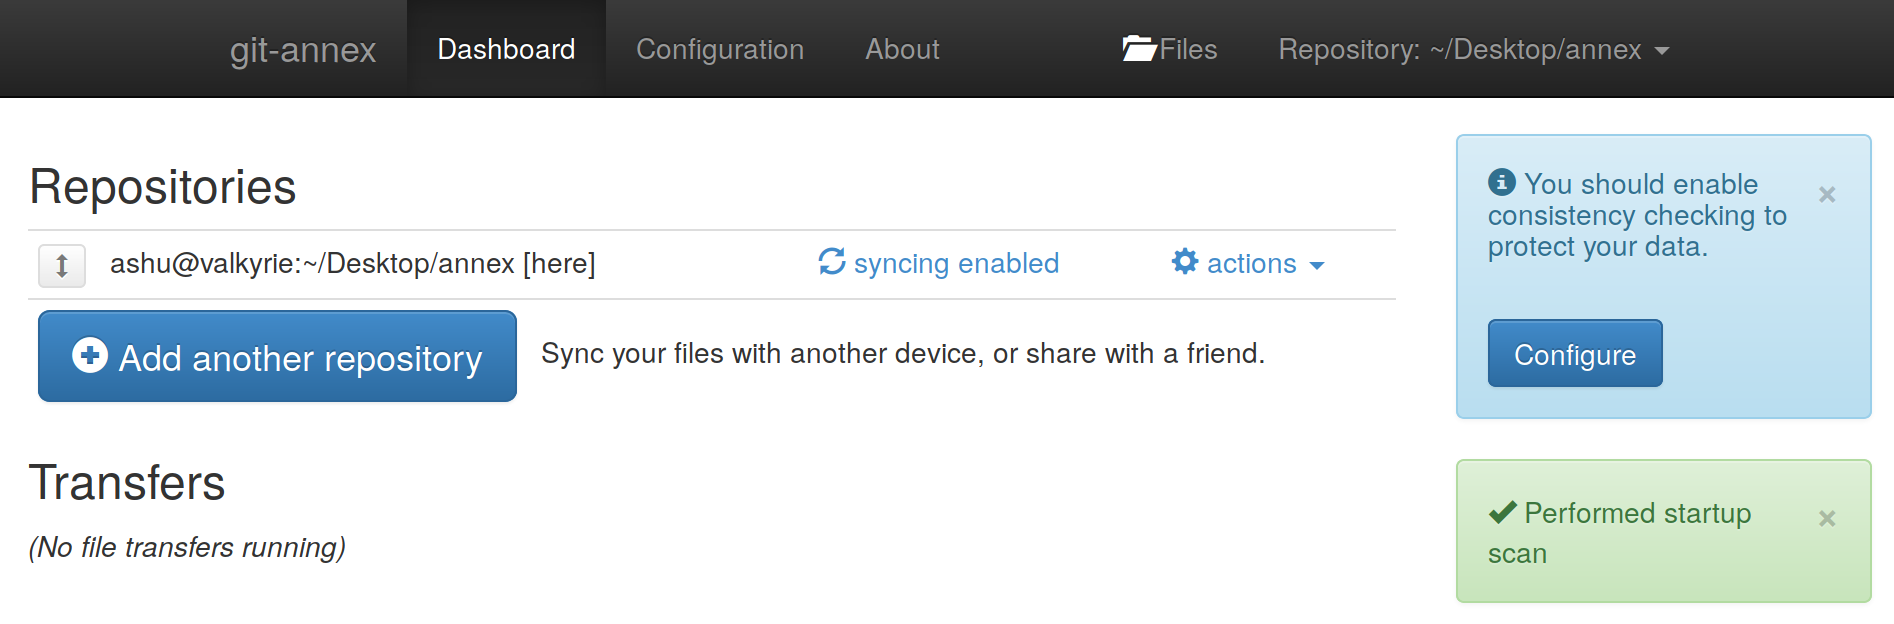 git-annex Dashboard Configuration About Files Repository: ~/Desktop/annex
Repositories
ashu@valkyrie:~/Desktop/annex [here] syncing enabled actions
Add another repository Sync your files with another device, or share with a friend.
Transfers
(No file transfers running)
You should enable
consistency checking to
protect your data.
×
Configure
Performed startup
scan
×